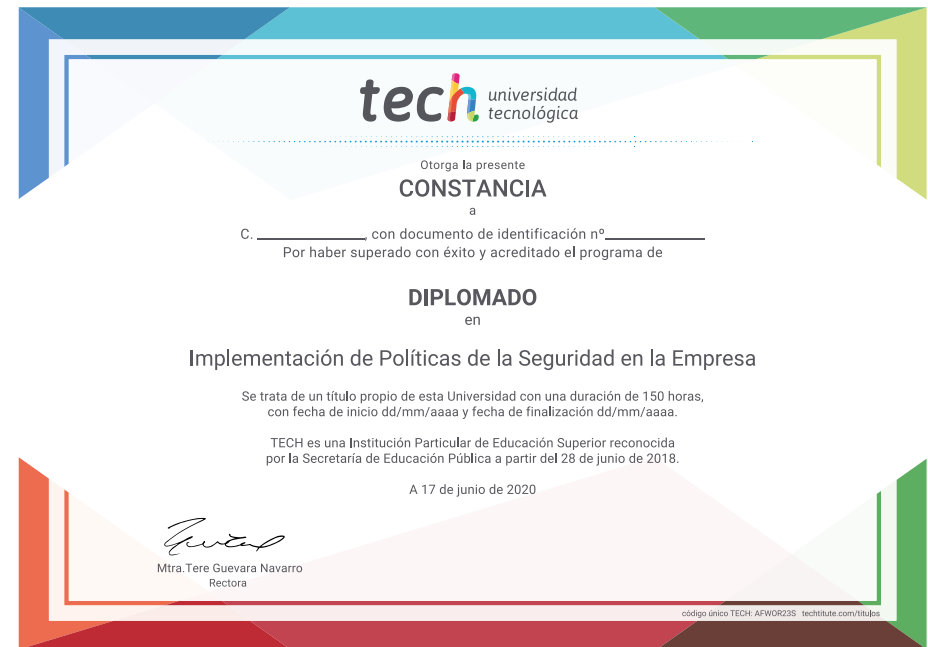 tech universidad
tecnológica
Otorga la presente
CONSTANCIA
a
C. ______________, con documento de identificación nº_____________
Por haber superado con éxito y acreditado el programa de
DIPLOMADO
en
Implementación de Políticas de la Seguridad en la Empresa
Se trata de un título propio de esta Universidad con una duración de 150 horas,
con fecha de inicio dd/mm/aaaa y fecha de finalización dd/mm/aaaa.
TECH es una Institución Particular de Educación Superior reconocida
por la Secretaría de Educación Pública a partir del 28 de junio de 2018.
A 17 de junio de 2020
Mtra.Tere Guevara Navarro
Rectora
código único TECH: AFWOR23S techtitute.com/titulos